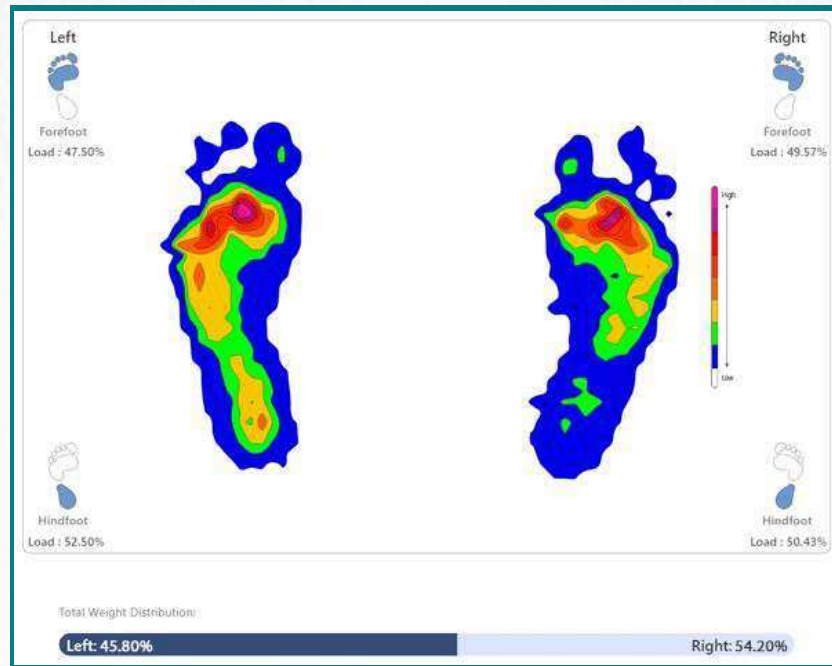 Left
Right
Forefoot
Load : 47.50%
Forefoot
Load : 49.57%
High
Low
Hindfoot
Load : 52.50%
Hindfoot
Load : 50.43%
Total Weight Distribution:
Left: 45.80%
Right: 54.20%